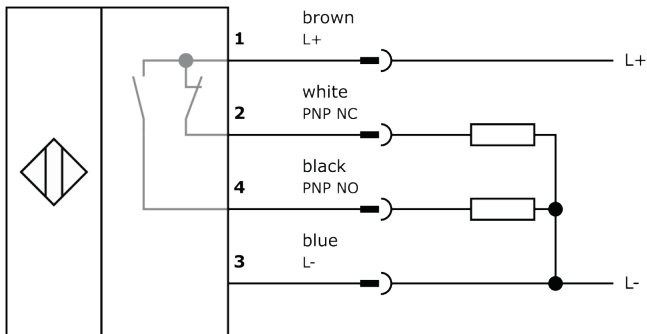 brown
1 L+
L+
white
2 PNP NC
black
4 PNP NO
blue
3 L-
L-